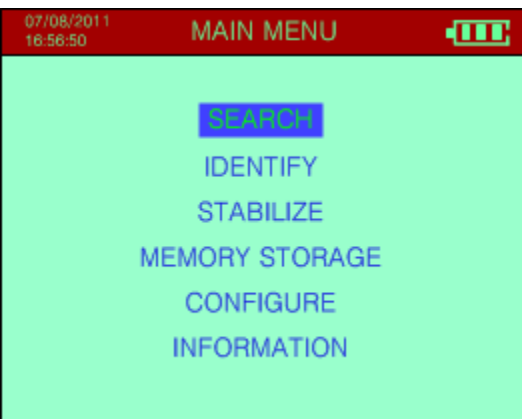 07/08/2011
16:56:50
MAIN MENU
SEARCH
IDENTIFY
STABILIZE
MEMORY STORAGE
CONFIGURE
INFORMATION